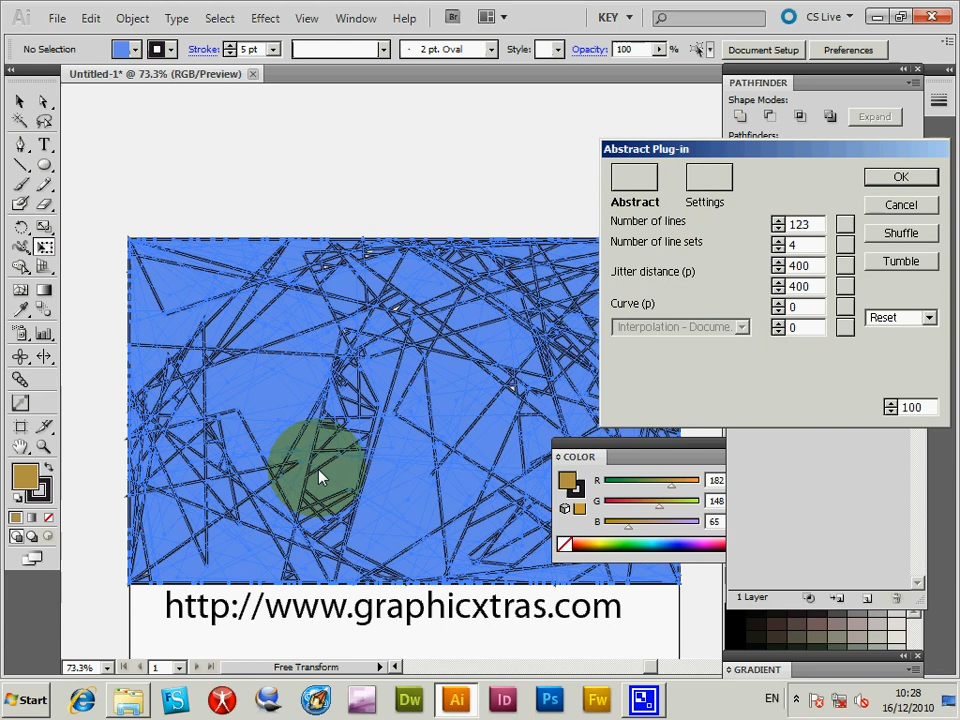 Ai File Edit Object Type Select Effect View Window Help Br KEY CS Live
No Selection Stroke: 5 pt 2 pt. Oval Style: Opacity: 100 % Document Setup Preferences
Untitled-1* @ 73.3% (RGB/Preview)
PATHFINDER
Shape Modes:
Expand
Pathfinders:
Abstract Plug-in
OK
Abstract Settings Cancel
Number of lines 123
Shuffle
Number of line sets 4
Jitter distance (p) 400
Tumble
400
Curve (p) 0
Reset
Interpolation - Docume... 0
100
COLOR
R 182
G 148
B 65
http://www.graphicxtras.com
1 Layer
73.3% 1 Free Transform
GRADIENT
Start Dw Ai Id Ps Fw EN 10:28
16/12/2010